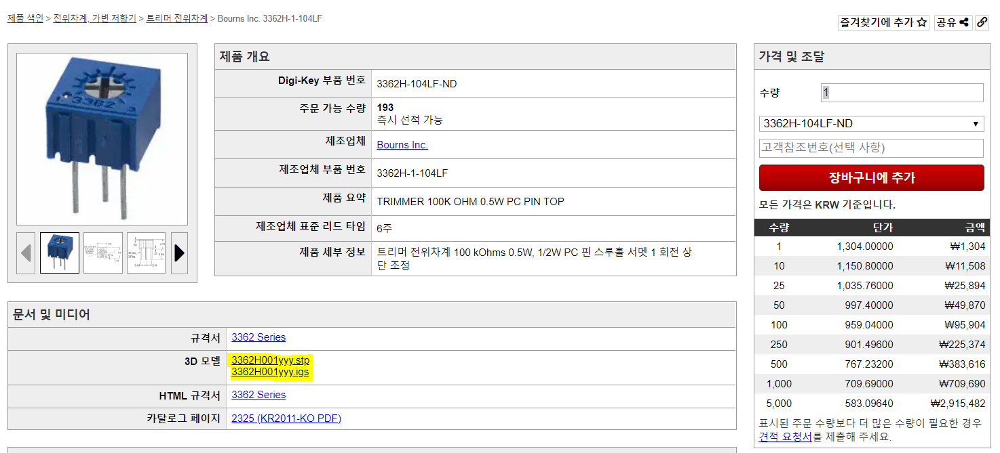 제품 색인 > 전위차계, 가변 저항기 > 트리머 전위차계 > Bourns Inc. 3362H-1-104LF
즐겨찾기에 추가 공유
1 3362 3
제품 개요
Digi-Key 부품 번호 3362H-104LF-ND
주문 가능 수량 193
즉시 선적 가능
제조업체 Bourns Inc.
제조업체 부품 번호 3362H-1-104LF
제품 요약 TRIMMER 100K OHM 0.5W PC PIN TOP
제조업체 표준 리드 타임 6주
제품 세부 정보 트리머 전위차계 100 kOhms 0.5W, 1/2W PC 핀 스루홀 서멧 1 회전 상
단 조정
문서 및 미디어
규격서 3362 Series
3D 모델 3362H001yyy.stp
3362H001yyy.igs
HTML 규격서 3362 Series
카탈로그 페이지 2325 (KR2011-KO PDF)
가격 및 조달
수량 1
3362H-104LF-ND
고객참조번호(선택 사항)
장바구니에 추가
모든 가격은 KRW 기준입니다.
수량 단가 금액
1 1,304.00000 ₩1,304
10 1,150.80000 ₩11,508
25 1,035.76000 ₩25,894
50 997.40000 ₩49,870
100 959.04000 ₩95,904
250 901.49600 ₩225,374
500 767.23200 ₩383,616
1,000 709.69000 ₩709,690
5,000 583.09640 ₩2,915,482
표시된 주문 수량보다 더 많은 수량이 필요한 경우
견적 요청서를 제출해 주세요.